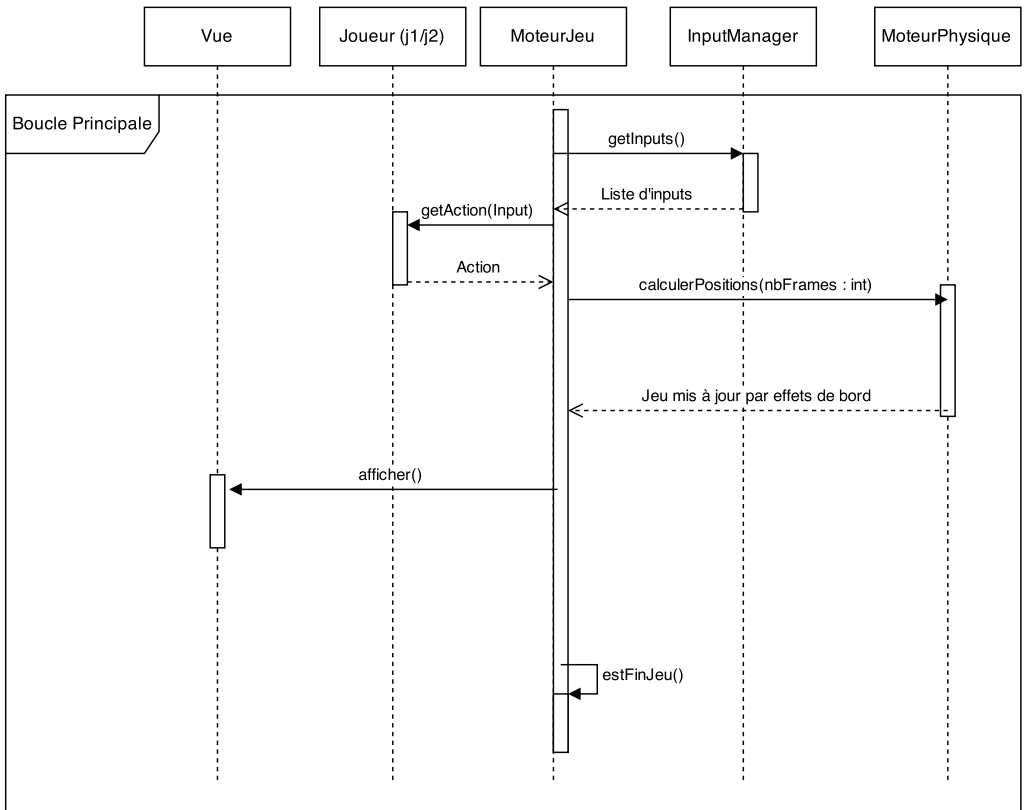 Vue
Joueur (j1/j2)
MoteurJeu
InputManager
MoteurPhysique
Boucle Principale
getInputs()
Liste d'inputs
getAction(Input)
Action
calculerPositions(nbFrames : int)
Jeu mis à jour par effets de bord
afficher()
estFinJeu()